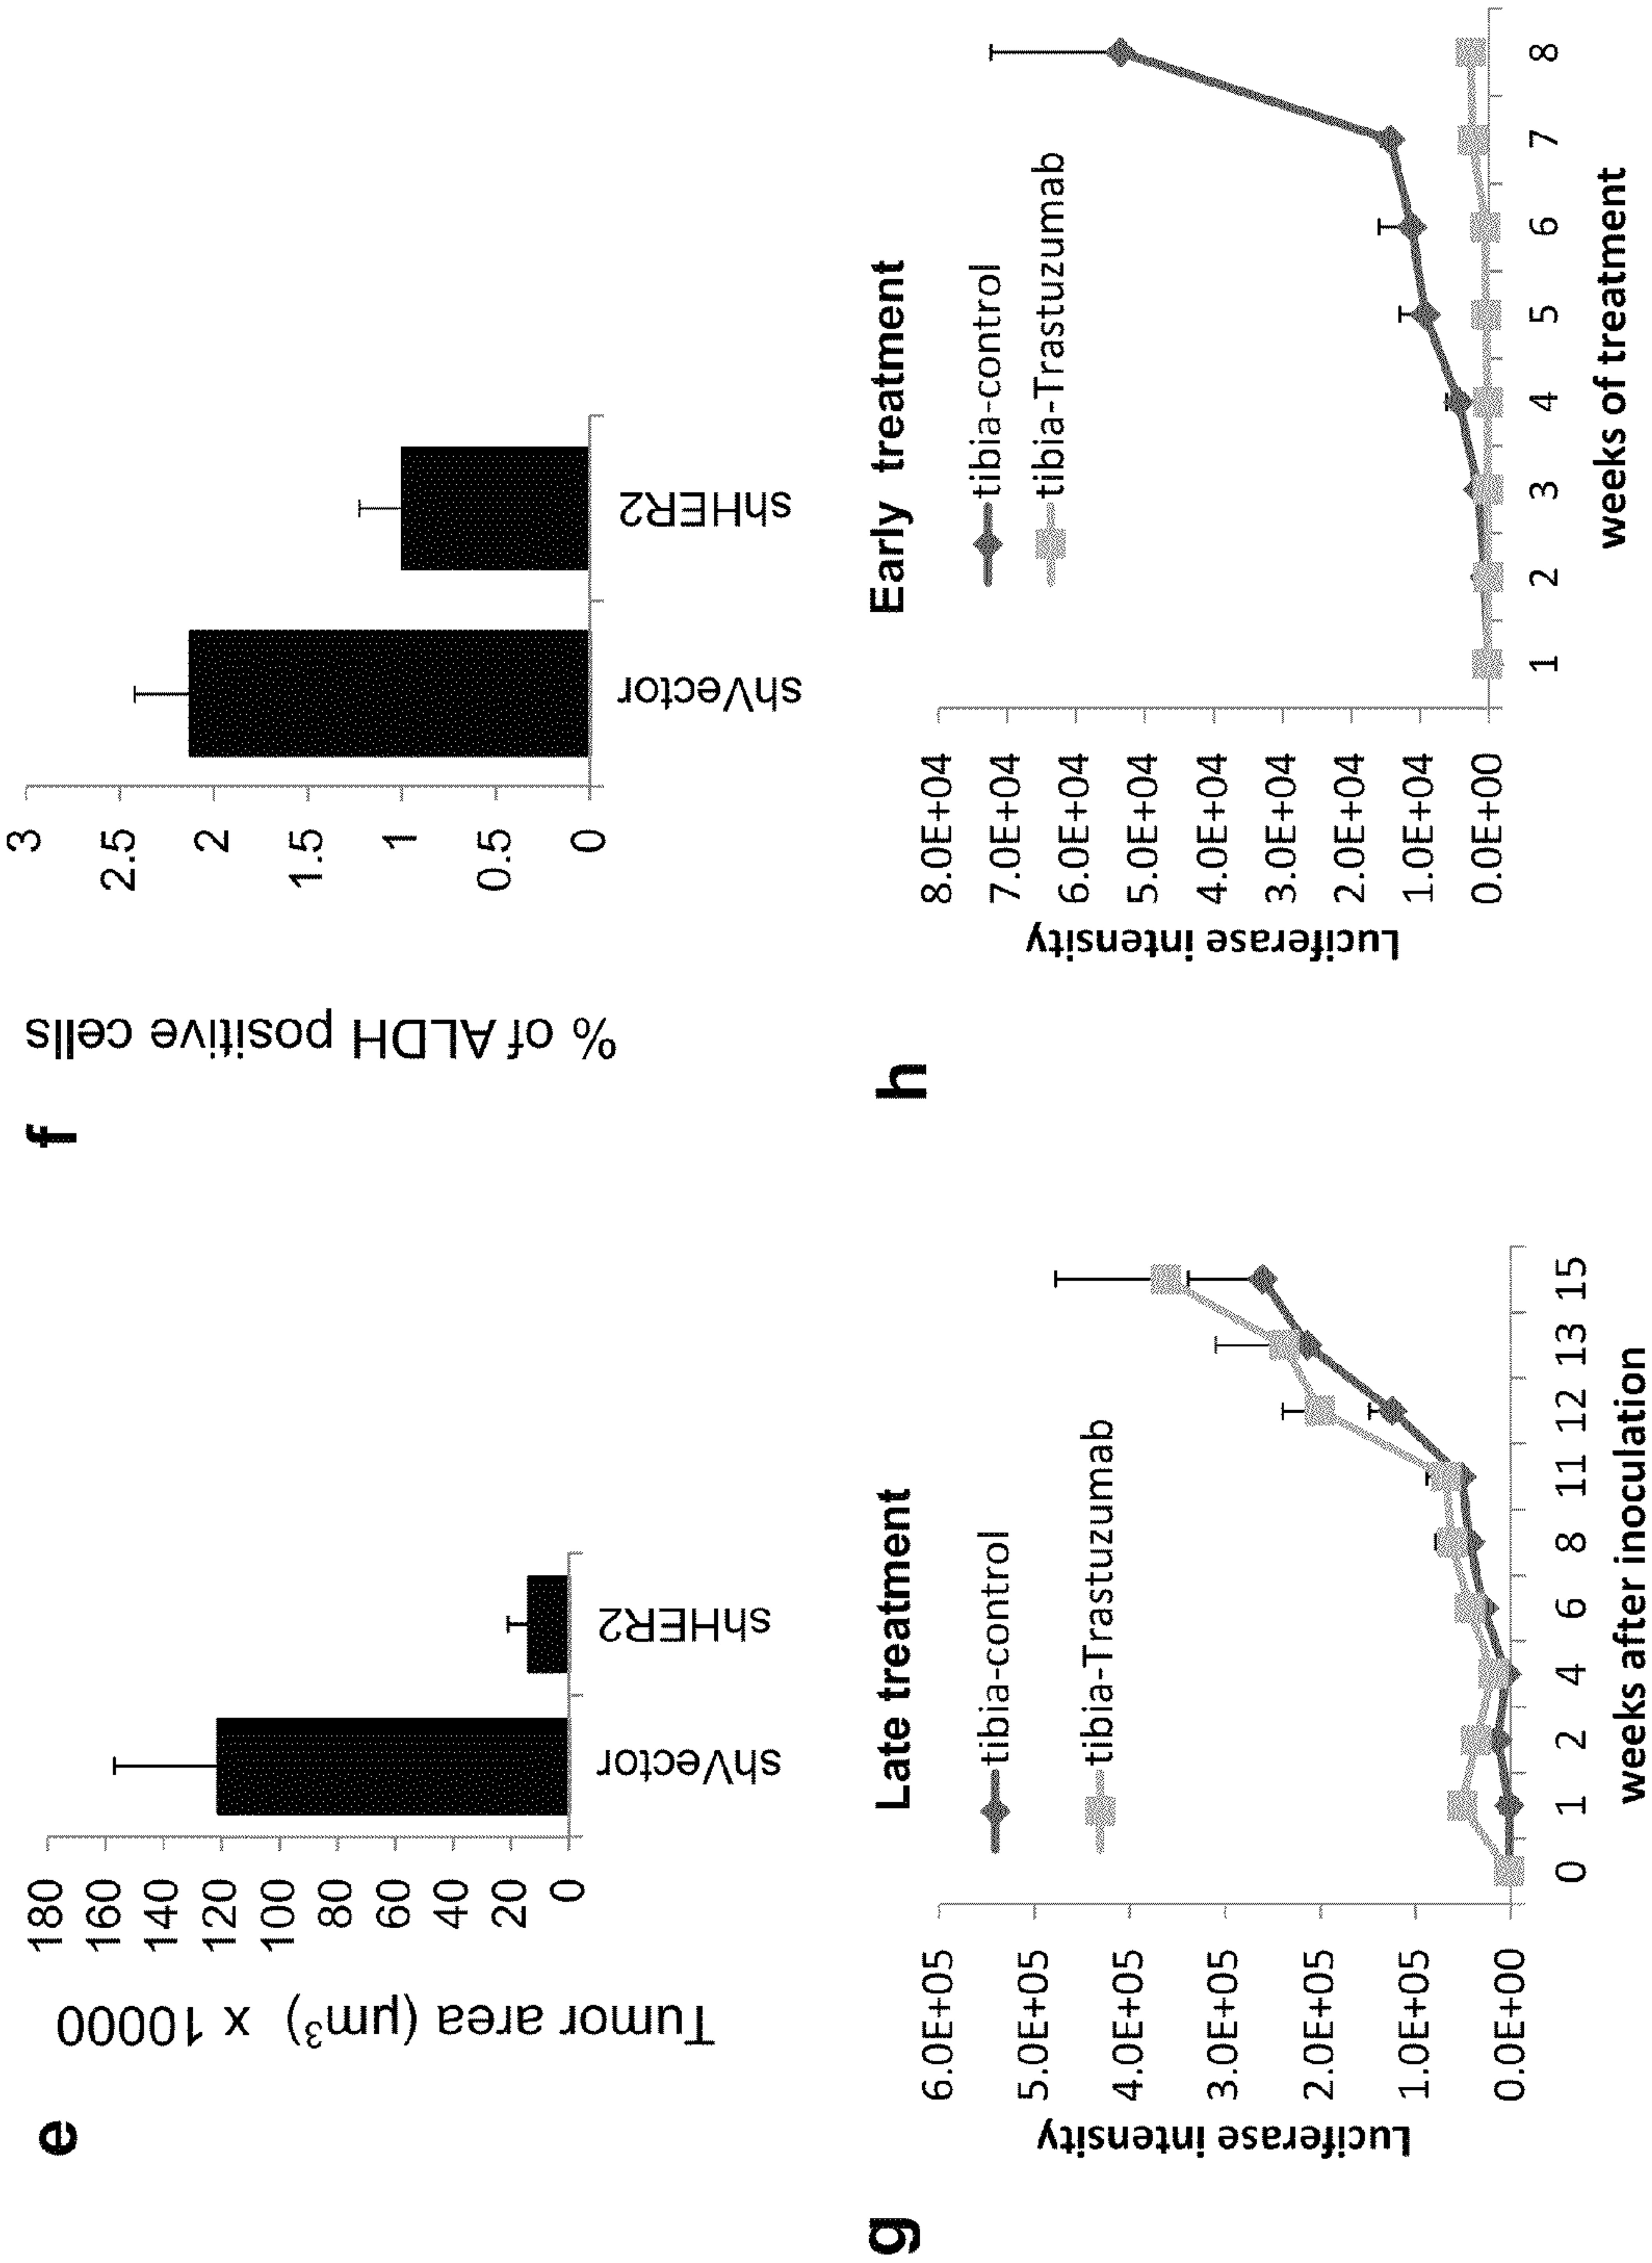 e
Tumor area (µm³) x 10000
180
160
140
120
100
80
60
40
20
0
shVector
shHER2
f
% of ALDH positive cells
3
2.5
2
1.5
1
0.5
0
shVector
shHER2
g
Late treatment
Luciferase intensity
6.0E+05
5.0E+05
4.0E+05
3.0E+05
2.0E+05
1.0E+05
0.0E+00
tibia-control
tibia-Trastuzumab
0 1 2 4 6 8 11 12 13 15
weeks after inoculation
h
Early treatment
Luciferase intensity
8.0E+04
7.0E+04
6.0E+04
5.0E+04
4.0E+04
3.0E+04
2.0E+04
1.0E+04
0.0E+00
tibia-control
tibia-Trastuzumab
1 2 3 4 5 6 7 8
weeks of treatment